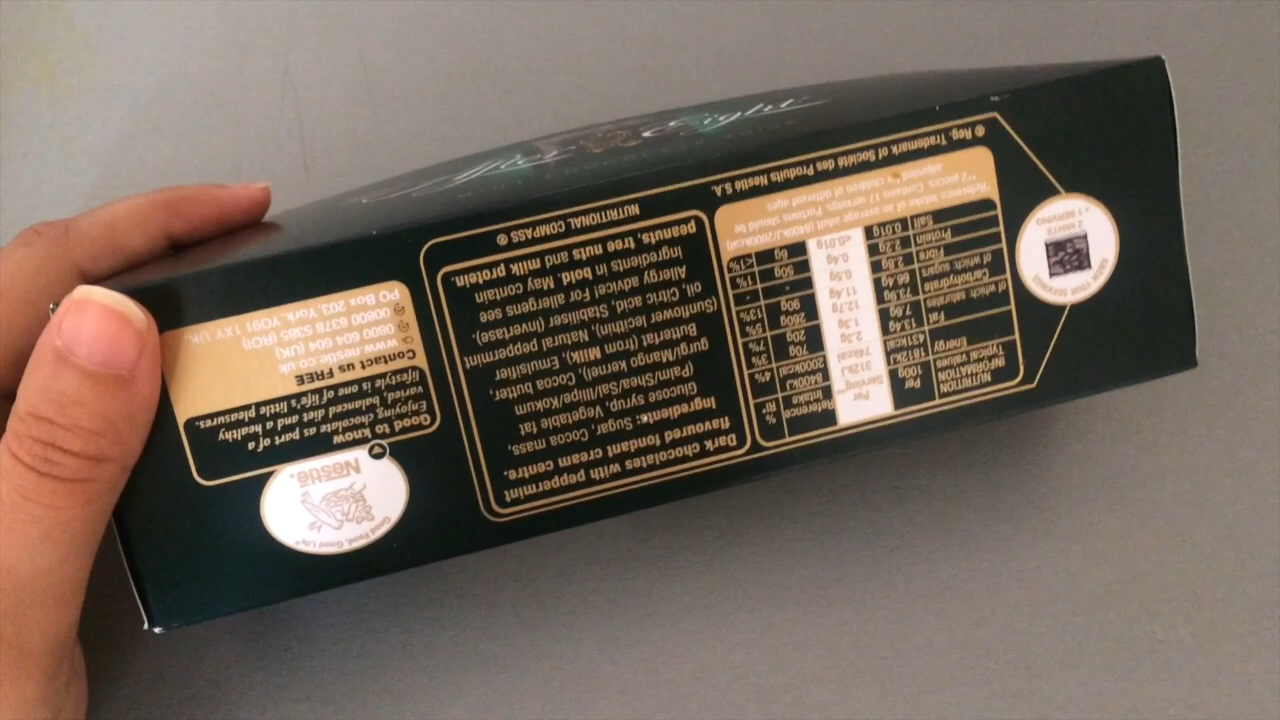 After Eight
NUTRITION
INFORMATION
Typical values
Per
100g
Per
Serving**
Reference
Intake
%
RI*
Energy
1812kJ
431kcal
312kJ
74kcal
8400kJ
2000kcal
4%
Fat
13.4g
2.3g
70g
3%
of which: saturates
7.6g
1.3g
20g
7%
Carbohydrate
73.9g
12.7g
260g
5%
of which: sugars
66.4g
11.4g
90g
13%
Fibre
2.8g
0.5g
-
-
Protein
2.2g
0.4g
50g
1%
Salt
0.01g
<0.01g
6g
<1%
*Reference intake of an average adult (8400kJ/2000kcal)
**2 pieces. Contains 17 servings. Portions should be
adjusted for children of different
ages
® Reg. Trademark of Société des Produits Nestlé S.A.
KNOW YOUR SERVINGS
2 MINTS
= 1 SERVING
Dark chocolates with peppermint
flavoured fondant cream centre.
Ingredients: Sugar, Cocoa mass,
Glucose syrup, Vegetable fat
(Palm/Shea/Sal/Illipe/Kokum
gurgi/Mango kernel), Cocoa butter
Butterfat (from Milk), Emulsifier
(Sunflower lecithin), Natural peppermint
oil, Citric acid, Stabiliser (Invertase).
Allergy advice! For allergens see
ingredients in bold. May contain
peanuts, tree nuts and milk protein.
NUTRITIONAL COMPASS ®
Good Food, Good Life®
Nestlé.
Good to know
Enjoying chocolate as part of a
varied, balanced diet and a healthy
lifestyle is one of life's little pleasures.
Contact us FREE
www.nestle.co.uk
0800 604 604 (UK)
00800 6378 5385 (ROI)
PO Box 203, York, YO91 1XY UK.